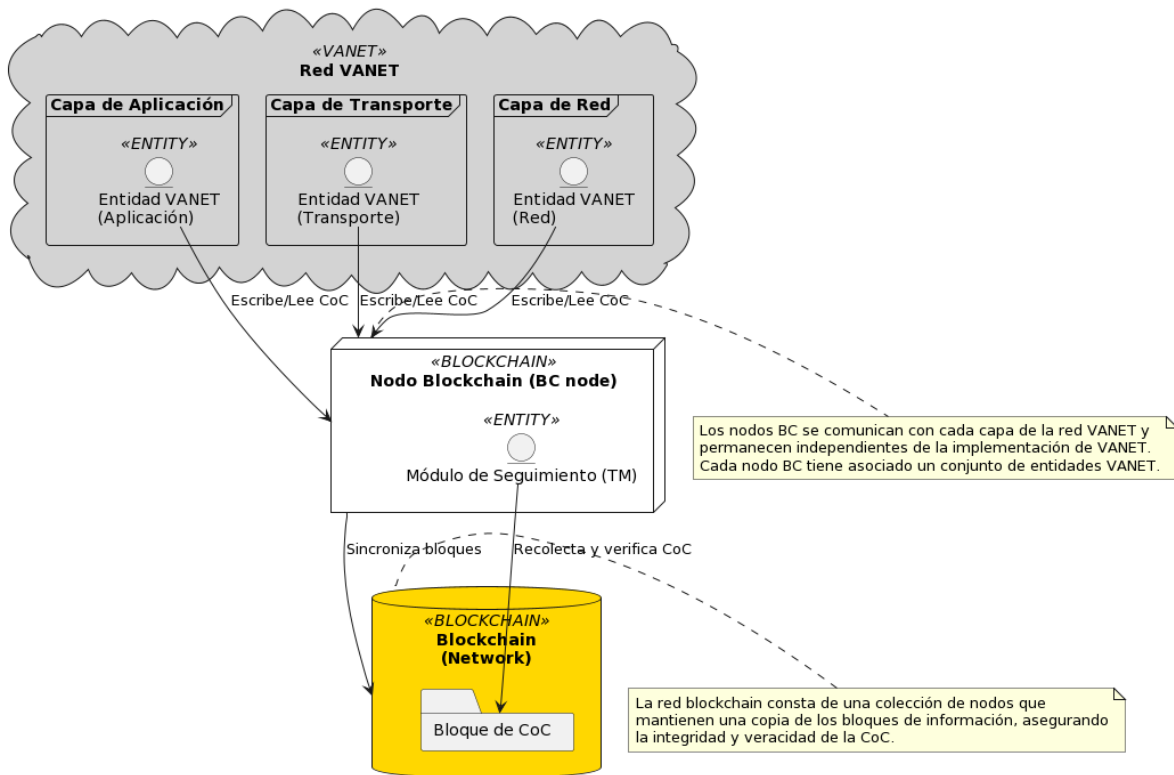 «VANET»
Red VANET
Capa de Aplicación
«ENTITY»
Entidad VANET
(Aplicación)
Capa de Transporte
«ENTITY»
Entidad VANET
(Transporte)
Capa de Red
«ENTITY»
Entidad VANET
(Red)
Escribe/Lee CoC
Escribe/Lee CoC
Escribe/Lee CoC
«BLOCKCHAIN»
Nodo Blockchain (BC node)
«ENTITY»
Módulo de Seguimiento (TM)
Los nodos BC se comunican con cada capa de la red VANET y
permanecen independientes de la implementación de VANET.
Cada nodo BC tiene asociado un conjunto de entidades VANET.
Sincroniza bloques
Recolecta y verifica CoC
«BLOCKCHAIN»
Blockchain
(Network)
Bloque de CoC
La red blockchain consta de una colección de nodos que
mantienen una copia de los bloques de información, asegurando
la integridad y veracidad de la CoC.